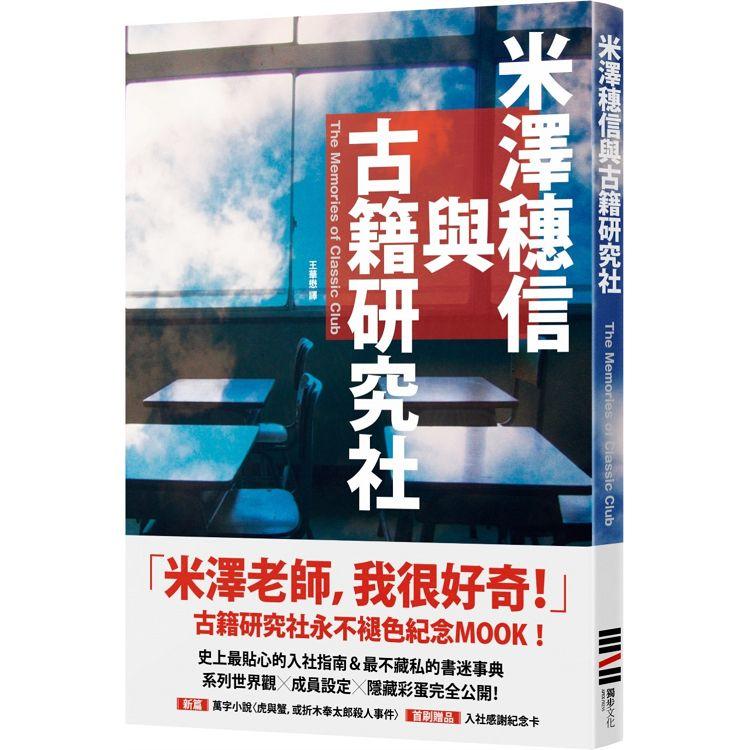 米澤穗信
與
古籍研究社
The Memories of Classic Club
王華懋 譯
米澤穗信與古籍研究社
The Memories of Classic Club
「米澤老師,我很好奇!」
古籍研究社永不褪色紀念MOOK!
史上最貼心的入社指南&最不藏私的書迷事典
系列世界觀╳成員設定╳隱藏彩蛋完全公開!
新篇 萬字小說〈虎與蟹,或折木奉太郎殺人事件〉 首刷贈品 入社感謝紀念卡
獨步文化